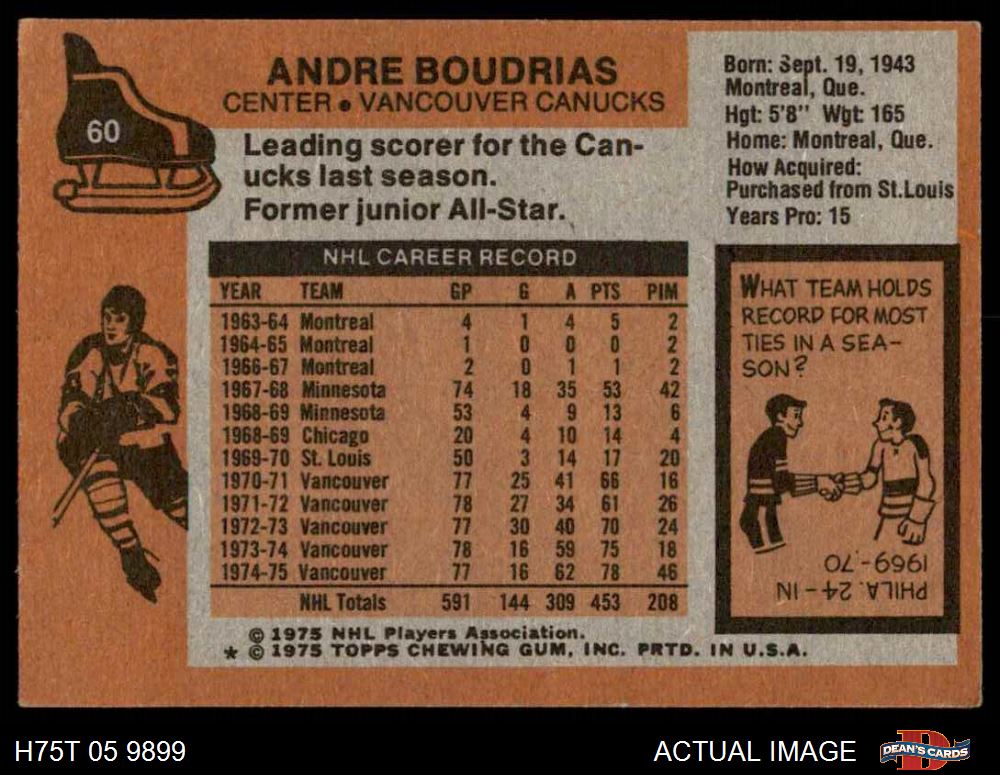 60
ANDRE BOUDRIAS
CENTER • VANCOUVER CANUCKS
Leading scorer for the Can-
ucks last season.
Former junior All-Star.
Born: Sept. 19, 1943
Montreal, Que.
Hgt: 5'8" Wgt: 165
Home: Montreal, Que.
How Acquired:
Purchased from St.Louis
Years Pro: 15
NHL CAREER RECORD
YEAR TEAM GP G A PTS PIM
1963-64 Montreal 4 1 4 5 2
1964-65 Montreal 1 0 0 0 2
1966-67 Montreal 2 0 1 1 2
1967-68 Minnesota 74 18 35 53 42
1968-69 Minnesota 53 4 9 13 6
1968-69 Chicago 20 4 10 14 4
1969-70 St. Louis 50 3 14 17 20
1970-71 Vancouver 77 25 41 66 16
1971-72 Vancouver 78 27 34 61 26
1972-73 Vancouver 77 30 40 70 24
1973-74 Vancouver 78 16 59 75 18
1974-75 Vancouver 77 16 62 78 46
NHL Totals 591 144 309 453 208
WHAT TEAM HOLDS
RECORD FOR MOST
TIES IN A SEA-
SON?
PHILA. 24-IN
1969-70
© 1975 NHL Players Association.
* © 1975 TOPPS CHEWING GUM, INC. PRTD. IN U.S.A.
H75T 05 9899
ACTUAL IMAGE
D
DEAN'S CARDS